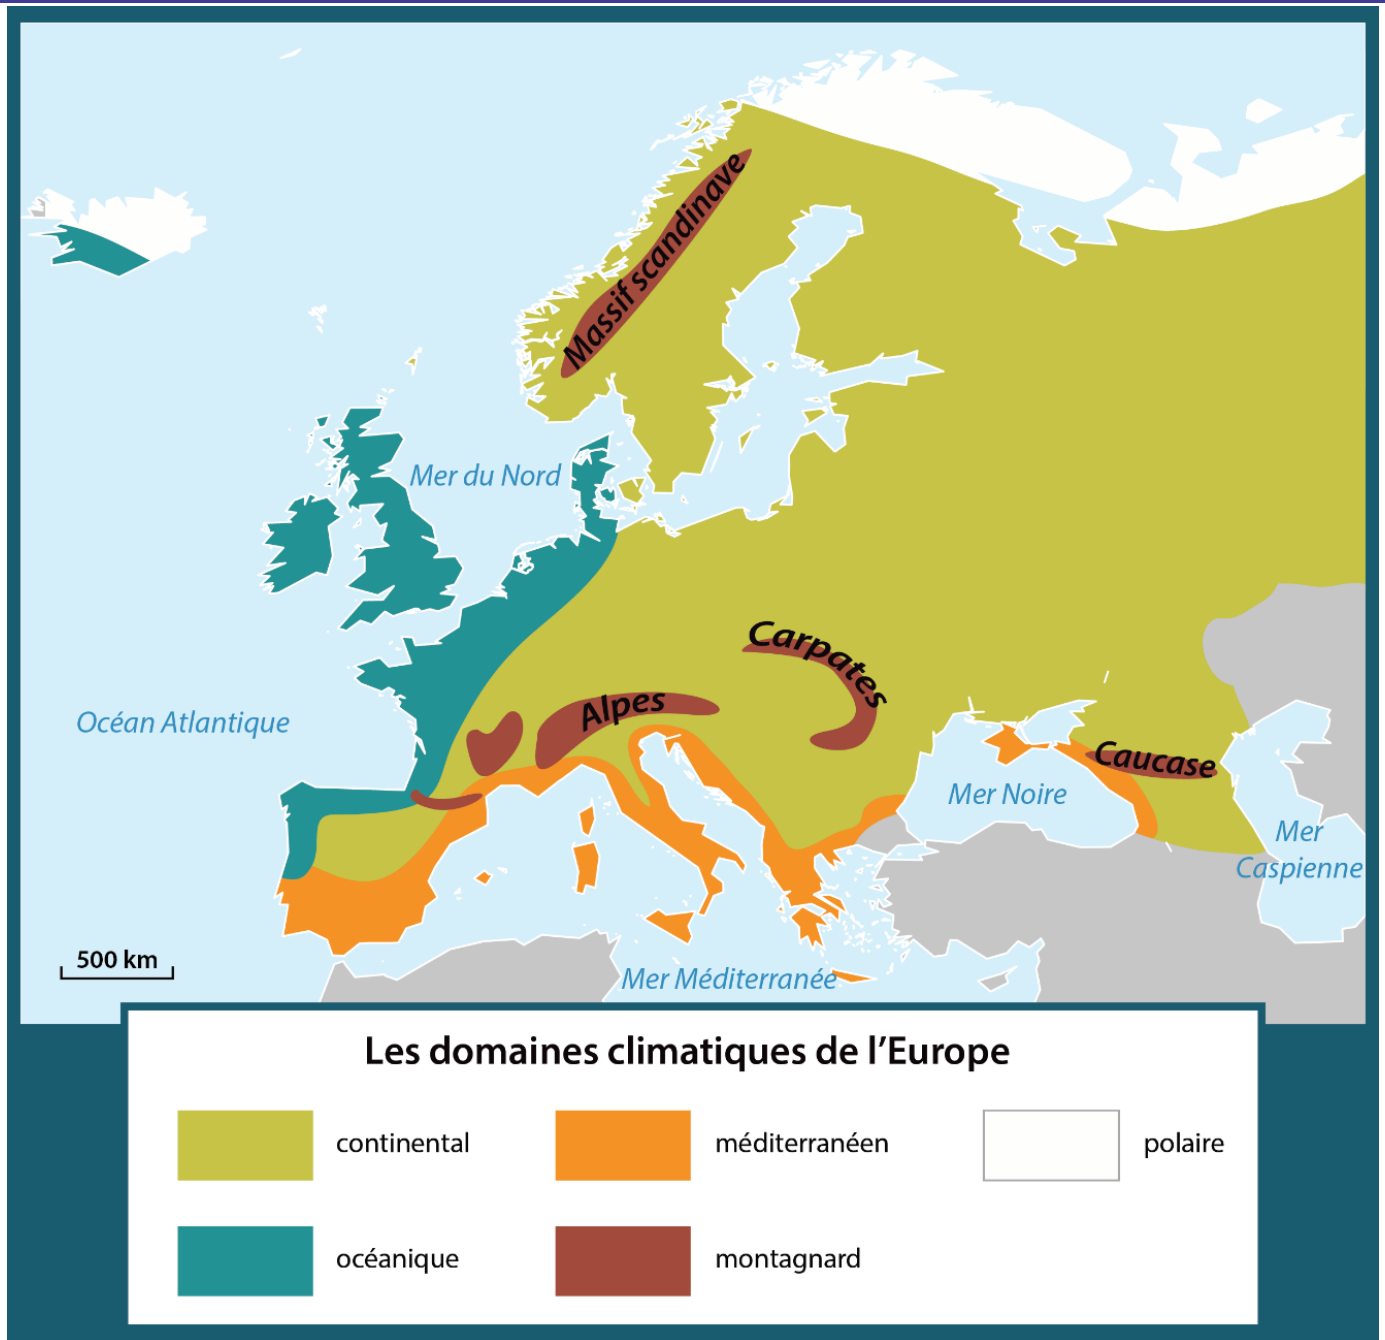 Massif scandinave
Mer du Nord
Carpates
Alpes
Océan Atlantique
Caucase
Mer Noire
Mer
Caspienne
500 km
Mer Méditerranée
Les domaines climatiques de l’Europe
continental
méditerranéen
polaire
océanique
montagnard